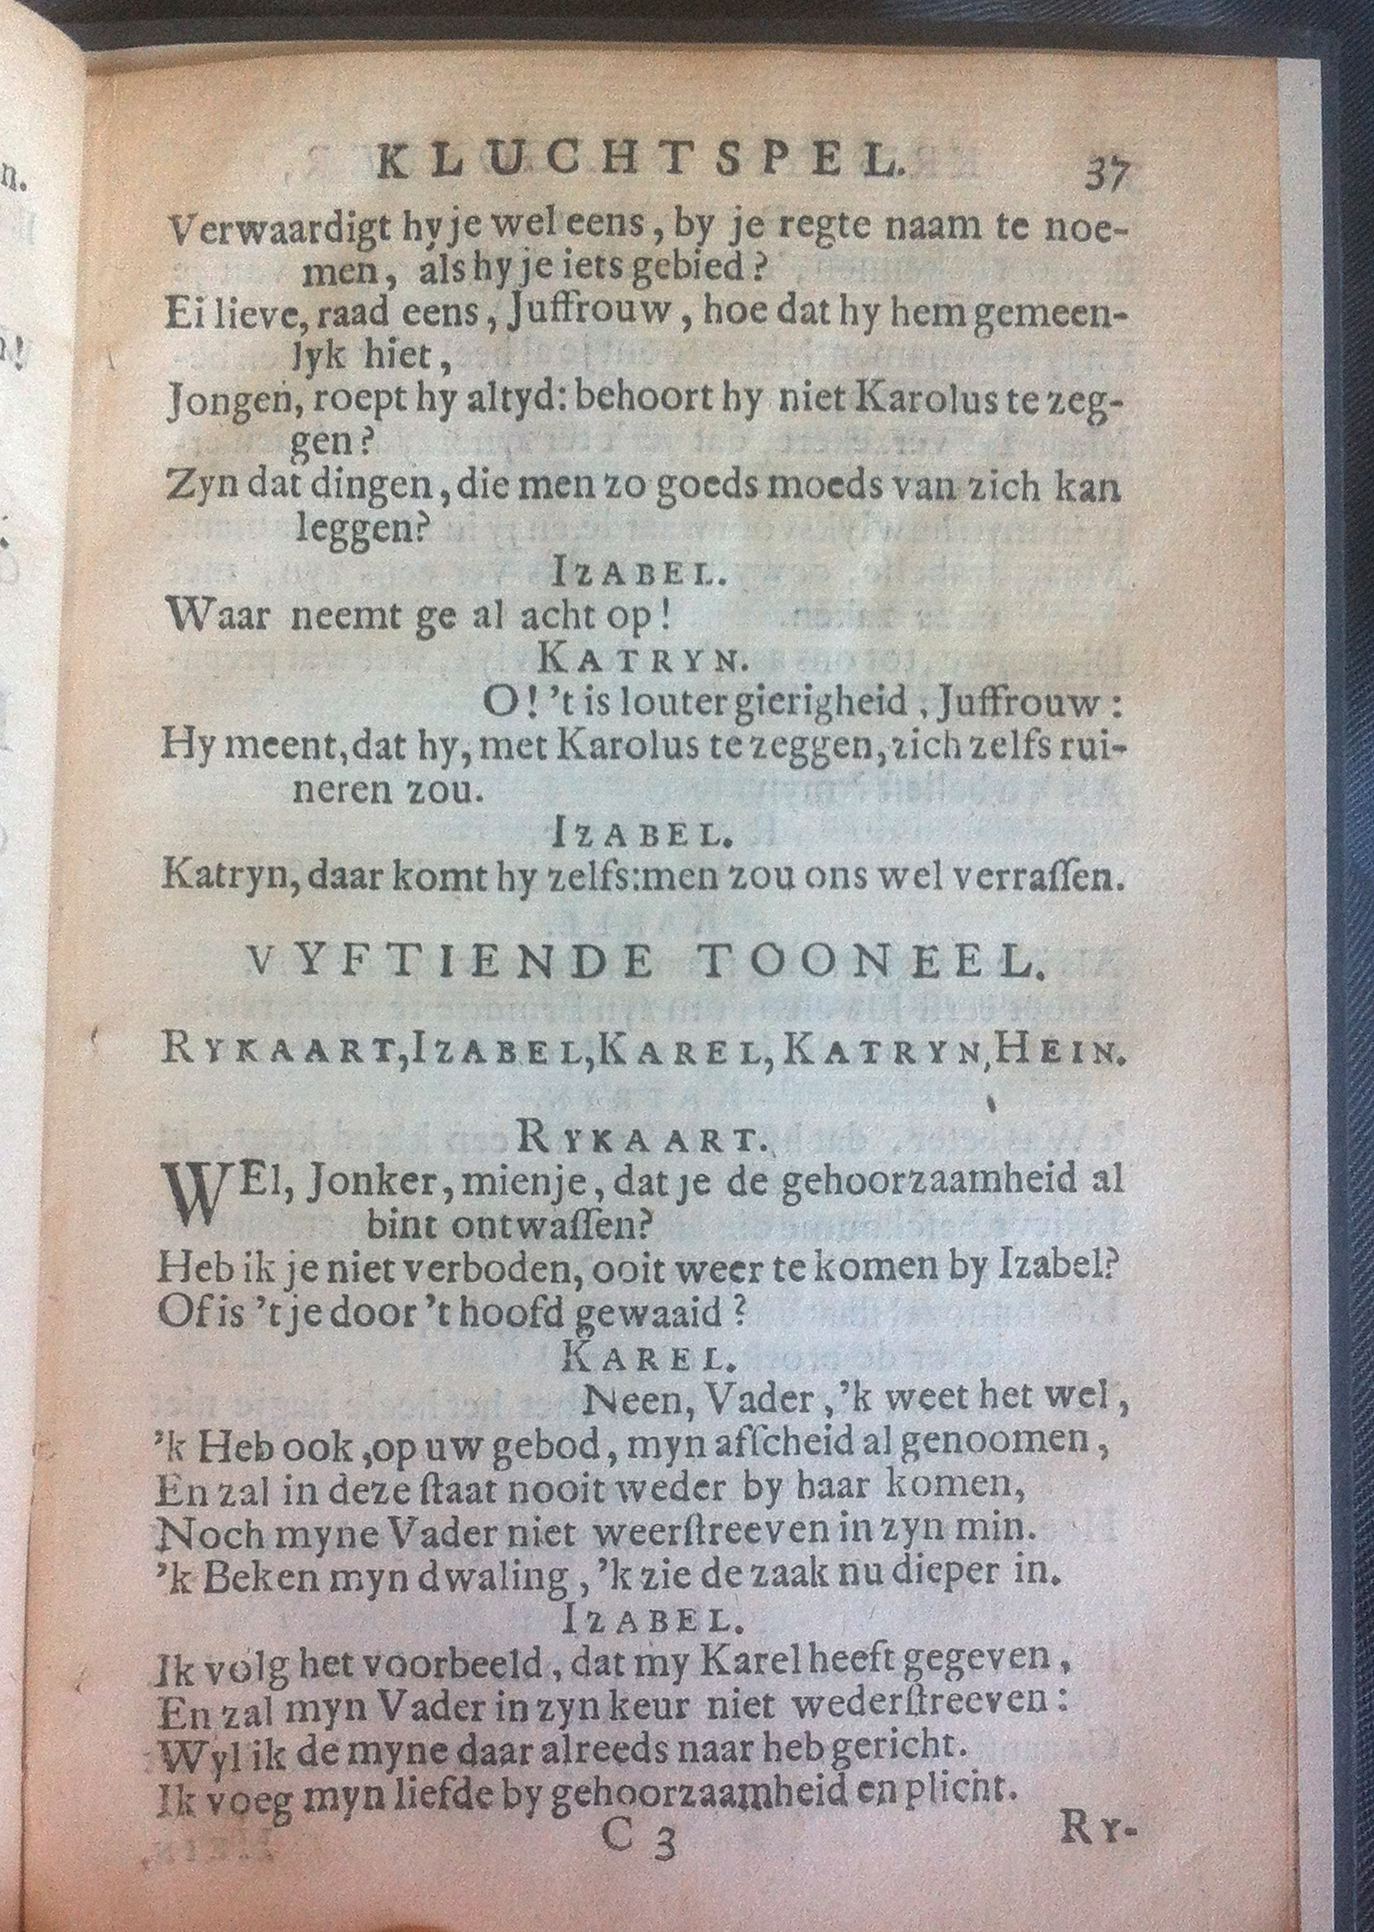 KLUCHTSPEL. 37
Verwaardigt hy je wel eens, by je regte naam te noe-
men, als hy je iets gebied?
Ei lieve, raad eens, Juffrouw, hoe dat hy hem gemeen-
lyk hiet,
Jongen, roept hy altyd: behoort hy niet Karolus te zeg-
gen?
Zyn dat dingen, die men zo goeds moeds van zich kan
leggen?
IZABEL.
Waar neemt ge al acht op!
KATRYN.
O! 't is louter gierigheid, Juffrouw:
Hy meent, dat hy, met Karolus te zeggen, zich zelfs rui-
neren zou.
IZABEL.
Katryn, daar komt hy zelfs: men zou ons wel verraſſen.
VYFTIENDE TOONEEL.
RYKAART, IZABEL, KAREL, KATRYN, HEIN.
RYKAART.
WEl, Jonker, mienje, dat je de gehoorzaamheid al
bint ontwaſſen?
Heb ik je niet verboden, ooit weer te komen by Izabel?
Of is 't je door 't hoofd gewaaid?
KAREL.
Neen, Vader, 'k weet het wel,
'k Heb ook, op uw gebod, myn afſcheid al genoomen,
En zal in deze ſtaat nooit weder by haar komen,
Noch myne Vader niet weerſtreeven in zyn min.
'k Beken myn dwaling, 'k zie de zaak nu dieper in.
IZABEL.
Ik volg het voorbeeld, dat my Karel heeft gegeven,
En zal myn Vader in zyn keur niet wederſtreeven:
Wyl ik de myne daar alreeds naar heb gericht.
Ik voeg myn liefde by gehoorzaamheid en plicht.
C 3 RY-